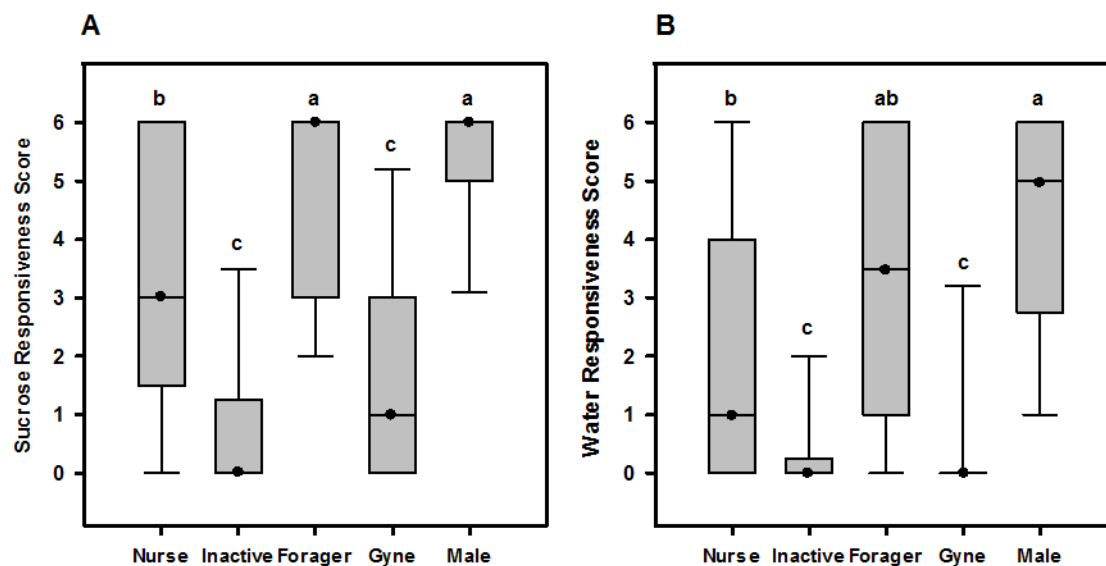 A
Sucrose Responsiveness Score
6
5
4
3
2
1
0
b
c
a
c
a
Nurse Inactive Forager Gyne Male
B
Water Responsiveness Score
6
5
4
3
2
1
0
b
c
ab
c
a
Nurse Inactive Forager Gyne Male